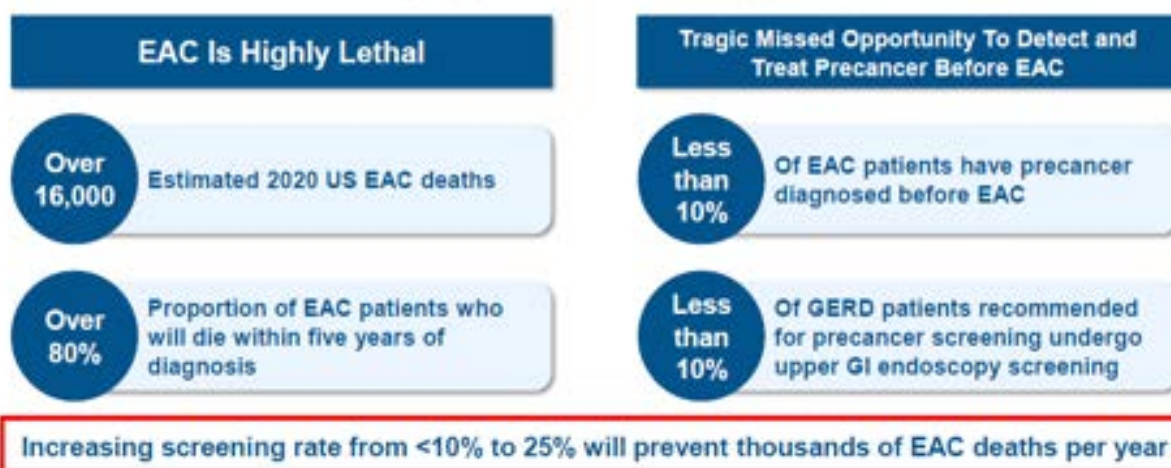 EAC Is Highly Lethal
Over
16,000
Estimated 2020 US EAC deaths
Over
80%
Proportion of EAC patients who
will die within five years of
diagnosis
Tragic Missed Opportunity To Detect and
Treat Precancer Before EAC
Less
than
10%
Of EAC patients have precancer
diagnosed before EAC
Less
than
10%
Of GERD patients recommended
for precancer screening undergo
upper GI endoscopy screening
Increasing screening rate from <10% to 25% will prevent thousands of EAC deaths per year